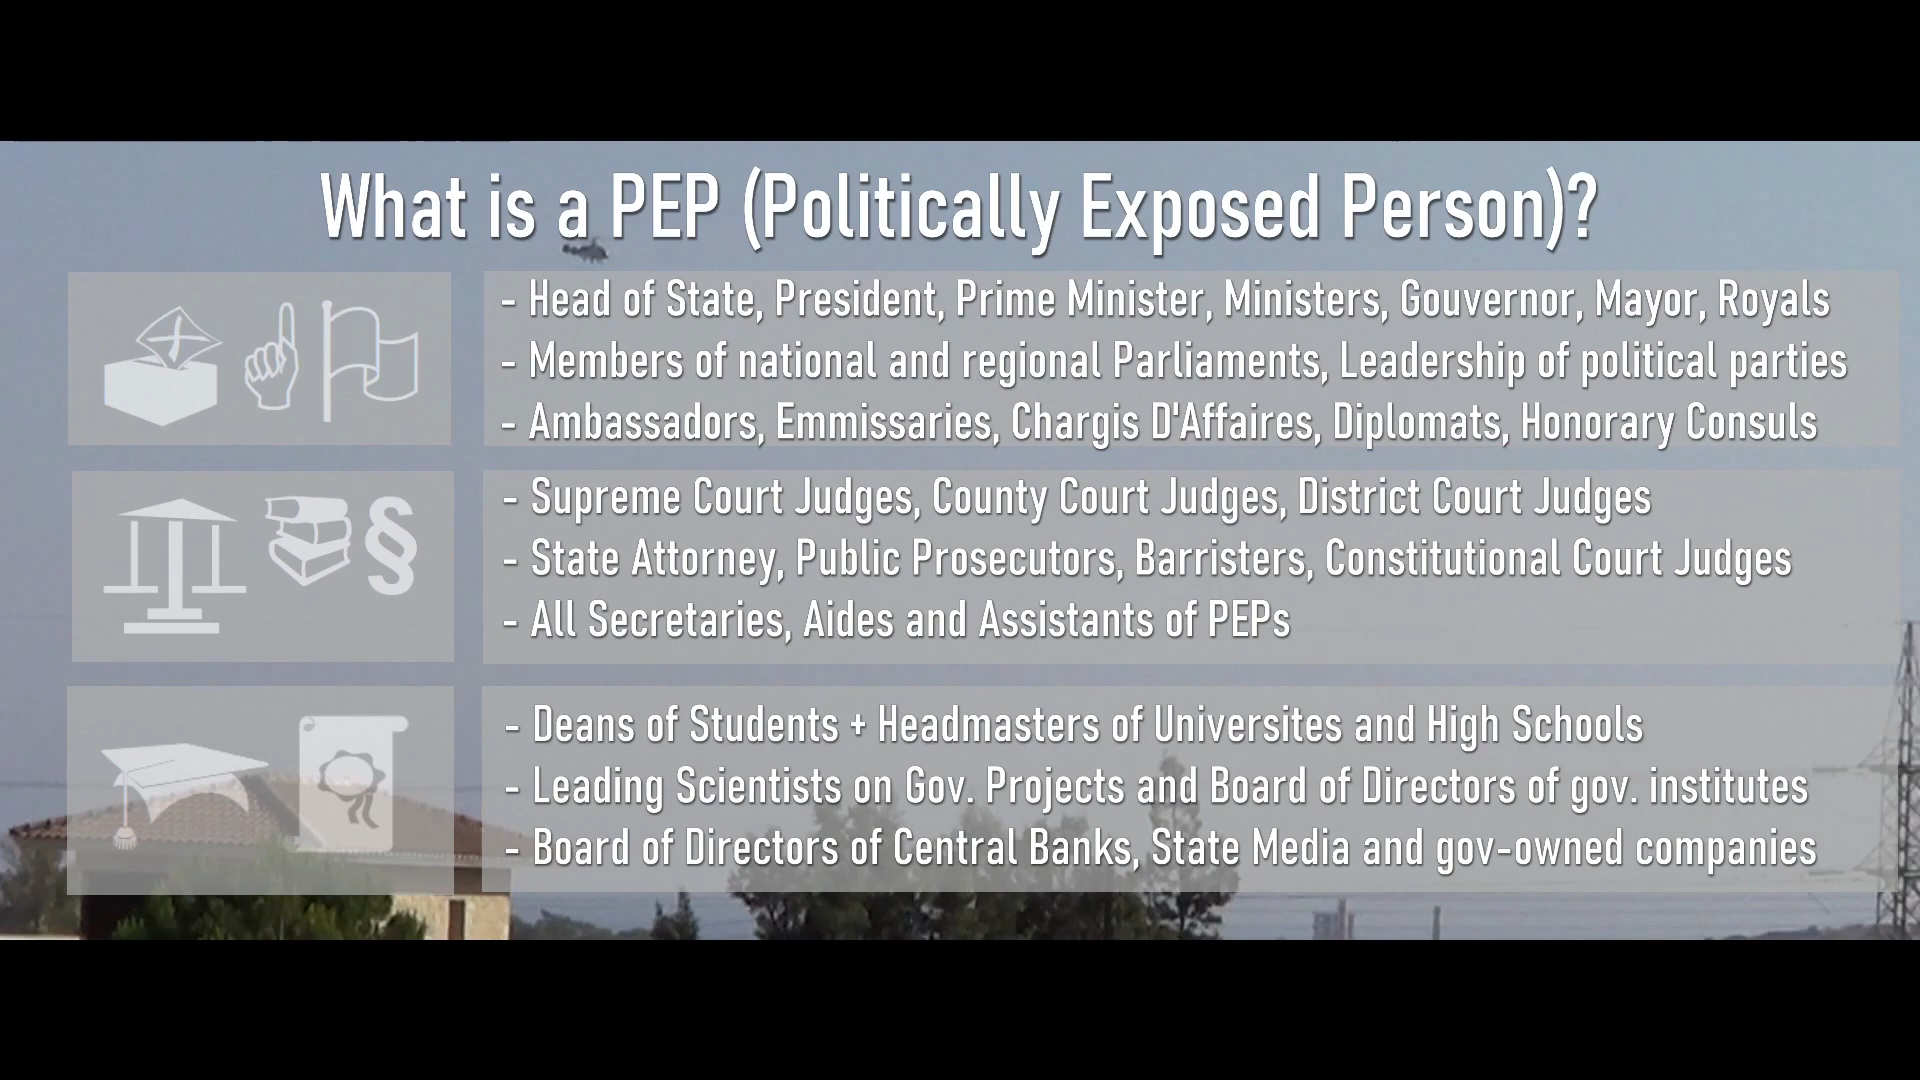 What is a PEP (Politically Exposed Person)?
- Head of State, President, Prime Minister, Ministers, Gouvernor, Mayor, Royals
- Members of national and regional Parliaments, Leadership of political parties
- Ambassadors, Emmissaries, Chargis D'Affaires, Diplomats, Honorary Consuls
§
- Supreme Court Judges, County Court Judges, District Court Judges
- State Attorney, Public Prosecutors, Barristers, Constitutional Court Judges
- All Secretaries, Aides and Assistants of PEPs
- Deans of Students + Headmasters of Universites and High Schools
- Leading Scientists on Gov. Projects and Board of Directors of gov. institutes
- Board of Directors of Central Banks, State Media and gov-owned companies